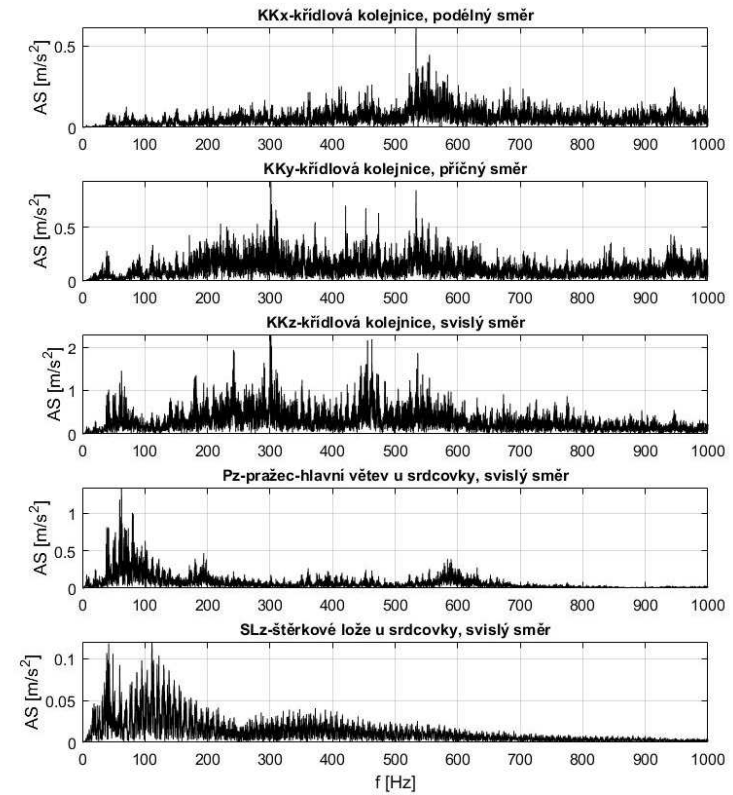 KKx-křídlová kolejnice, podélný směr
AS [m/s²]
0.5
0
0 100 200 300 400 500 600 700 800 900 1000
KKy-křídlová kolejnice, příčný směr
AS [m/s²]
0.5
0
0 100 200 300 400 500 600 700 800 900 1000
KKz-křídlová kolejnice, svislý směr
AS [m/s²]
2
1
0
0 100 200 300 400 500 600 700 800 900 1000
Pz-pražec-hlavní větev u srdcovky, svislý směr
AS [m/s²]
1
0.5
0
0 100 200 300 400 500 600 700 800 900 1000
SLz-štěrkové lože u srdcovky, svislý směr
AS [m/s²]
0.1
0.05
0
0 100 200 300 400 500 600 700 800 900 1000
f [Hz]